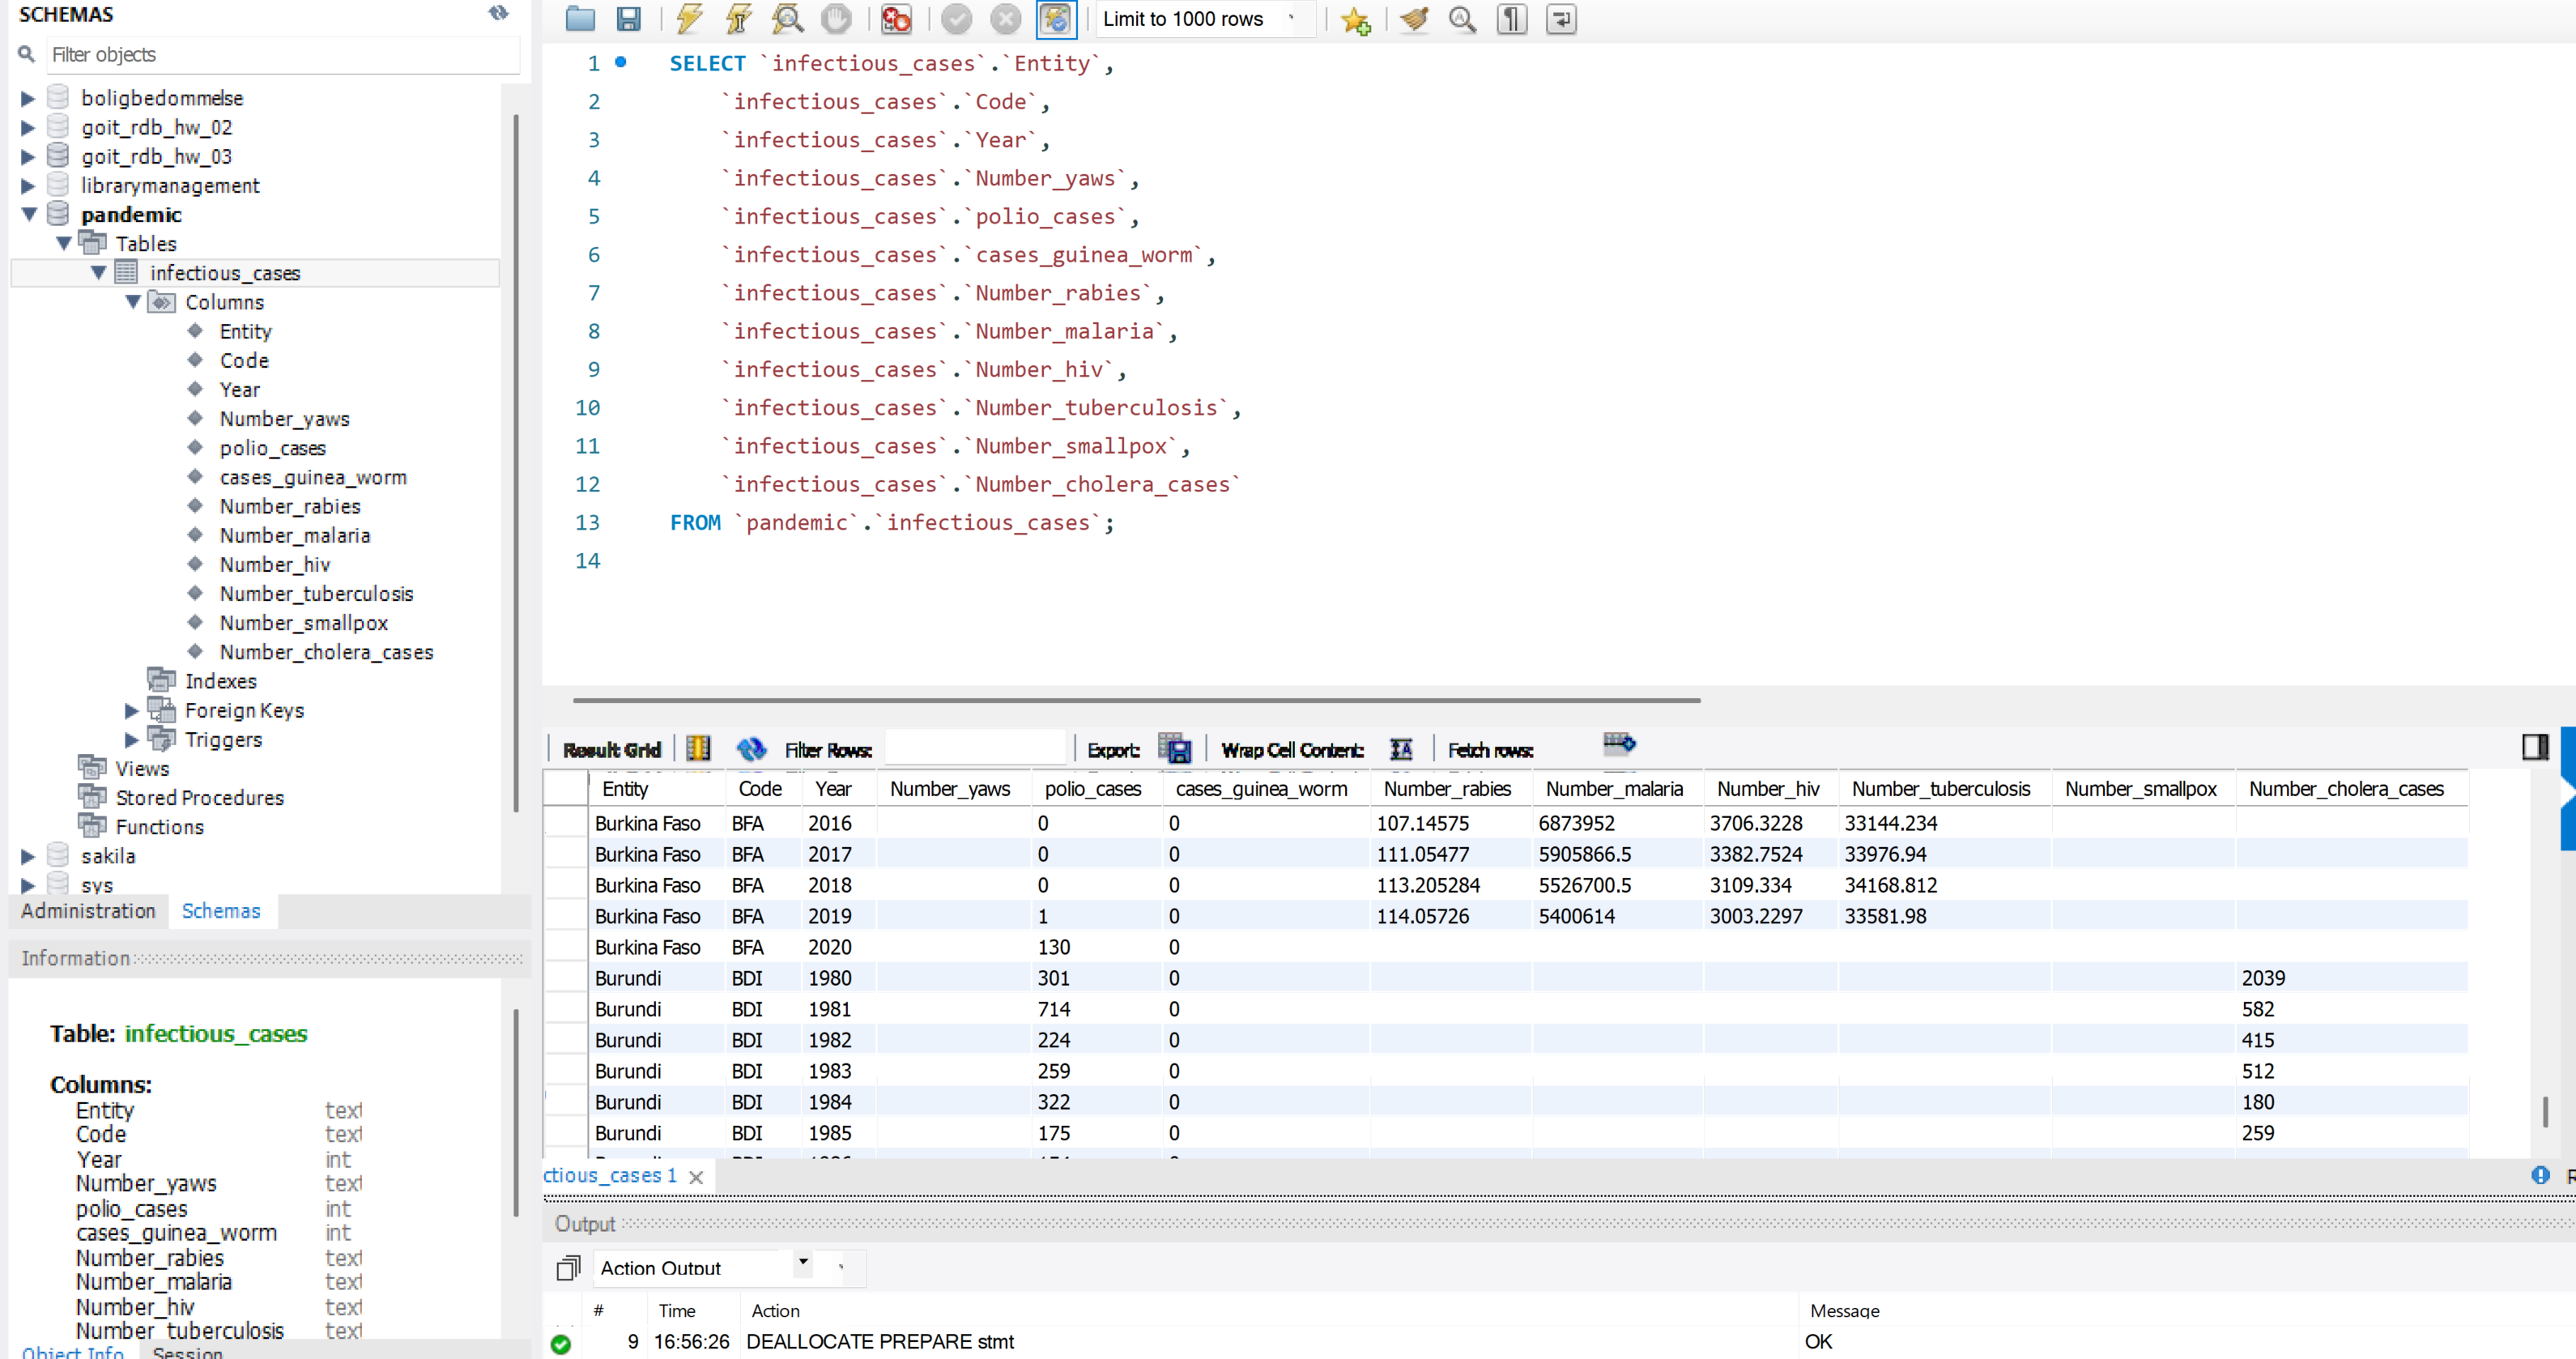 SCHEMAS
Filter objects
boligbedommelse
goit_rdb_hw_02
goit_rdb_hw_03
librarymanagement
pandemic
Tables
infectious_cases
Columns
Entity
Code
Year
Number_yaws
polio_cases
cases_guinea_worm
Number_rabies
Number_malaria
Number_hiv
Number_tuberculosis
Number_smallpox
Number_cholera_cases
Indexes
Foreign Keys
Triggers
Views
Stored Procedures
Functions
sakila
sys
Administration Schemas
Information
Table: infectious_cases
Columns:
Entity text
Code text
Year int
Number_yaws text
polio_cases int
cases_guinea_worm int
Number_rabies text
Number_malaria text
Number_hiv text
Number_tuberculosis text
Object Info Session
Limit to 1000 rows
1 SELECT `infectious_cases`.`Entity`,
2 `infectious_cases`.`Code`,
3 `infectious_cases`.`Year`,
4 `infectious_cases`.`Number_yaws`,
5 `infectious_cases`.`polio_cases`,
6 `infectious_cases`.`cases_guinea_worm`,
7 `infectious_cases`.`Number_rabies`,
8 `infectious_cases`.`Number_malaria`,
9 `infectious_cases`.`Number_hiv`,
10 `infectious_cases`.`Number_tuberculosis`,
11 `infectious_cases`.`Number_smallpox`,
12 `infectious_cases`.`Number_cholera_cases`
13 FROM `pandemic`.`infectious_cases`;
14
Result Grid Filter Rows: Export: Wrap Cell Content: Fetch rows:
Entity Code Year Number_yaws polio_cases cases_guinea_worm Number_rabies Number_malaria Number_hiv Number_tuberculosis Number_smallpox Number_cholera_cases
Burkina Faso BFA 2016 0 0 107.14575 6873952 3706.3228 33144.234
Burkina Faso BFA 2017 0 0 111.05477 5905866.5 3382.7524 33976.94
Burkina Faso BFA 2018 0 0 113.205284 5526700.5 3109.334 34168.812
Burkina Faso BFA 2019 1 0 114.05726 5400614 3003.2297 33581.98
Burkina Faso BFA 2020 130 0
Burundi BDI 1980 301 0 2039
Burundi BDI 1981 714 0 582
Burundi BDI 1982 224 0 415
Burundi BDI 1983 259 0 512
Burundi BDI 1984 322 0 180
Burundi BDI 1985 175 0 259
ctious_cases 1
Output
Action Output
# Time Action Message
9 16:56:26 DEALLOCATE PREPARE stmt OK